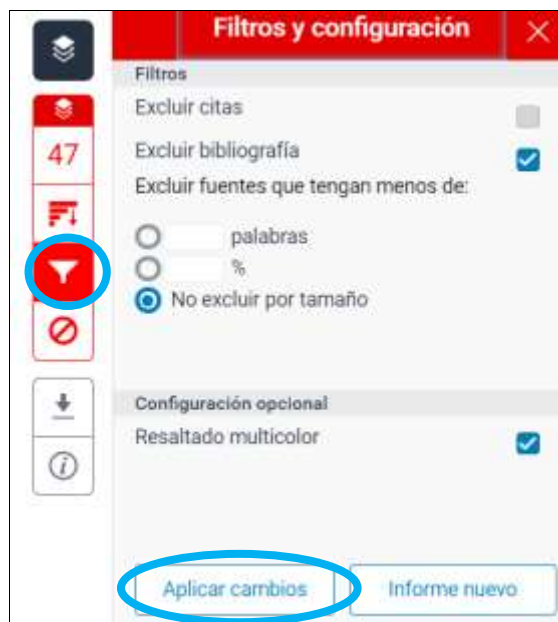 Filtros y configuración
Filtros
Excluir citas
47
Excluir bibliografía
Excluir fuentes que tengan menos de:
palabras
%
No excluir por tamaño
Configuración opcional
Resaltado multicolor
Aplicar cambios
Informe nuevo